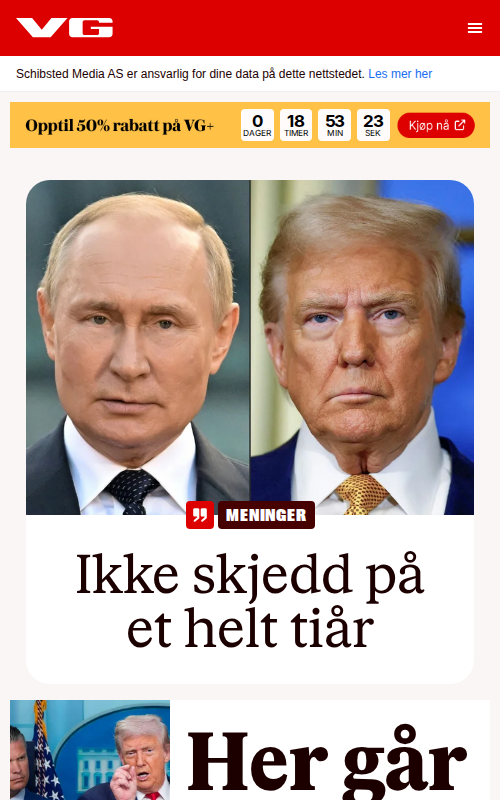 VG
Schibsted Media AS er ansvarlig for dine data på dette nettstedet. Les mer her
Opptil 50% rabatt på VG+
0 18 53 23
DAGER TIMER MIN SEK
Kjøp nå
MENINGER
Ikke skjedd på
et helt tiår
Her går